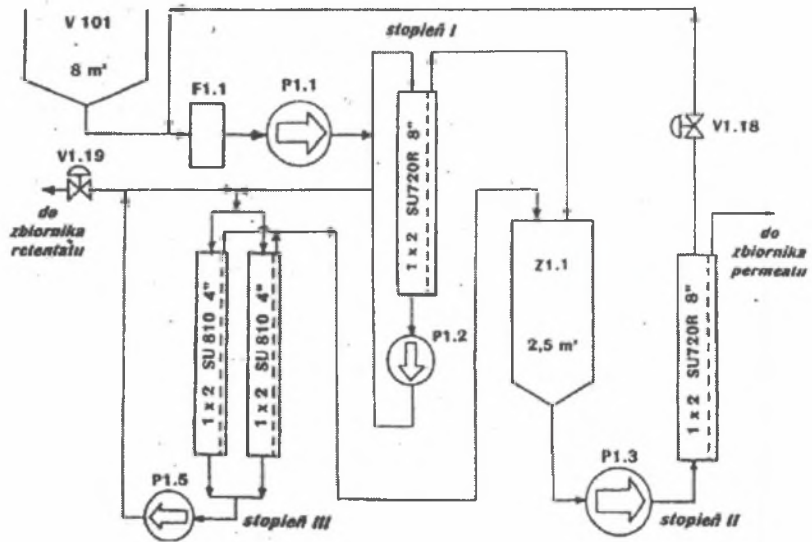 V 101
8 m³
stopień I
F1.1
P1.1
V1.18
V1.19
do
zbiornika
retentatu
1 x 2 SU720R 8"
do
zbiornika
permeatu
Z1.1
2,5 m³
1 x 2 SU 810 4"
1 x 2 SU 810 4"
P1.2
1 x 2 SU720R 8"
P1.3
P1.5
stopień III
stopień II